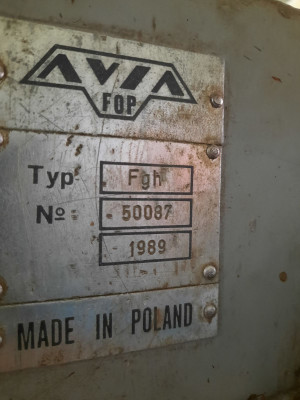 AVIA
FOP
Typ Fgh
№: 50087
1989
MADE IN POLAND